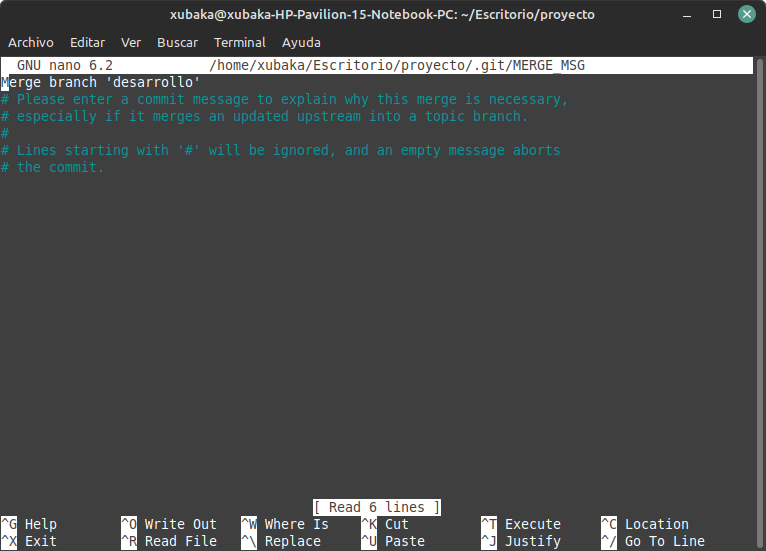 xubaka@xubaka-HP-Pavilion-15-Notebook-PC: ~/Escritorio/proyecto
Archivo Editar Ver Buscar Terminal Ayuda
GNU nano 6.2 /home/xubaka/Escritorio/proyecto/.git/MERGE_MSG
Merge branch 'desarrollo'
# Please enter a commit message to explain why this merge is necessary,
# especially if it merges an updated upstream into a topic branch.
#
# Lines starting with '#' will be ignored, and an empty message aborts
# the commit.
[ Read 6 lines ]
^G Help ^O Write Out ^W Where Is ^K Cut ^T Execute ^C Location
^X Exit ^R Read File ^\ Replace ^U Paste ^J Justify ^/ Go To Line